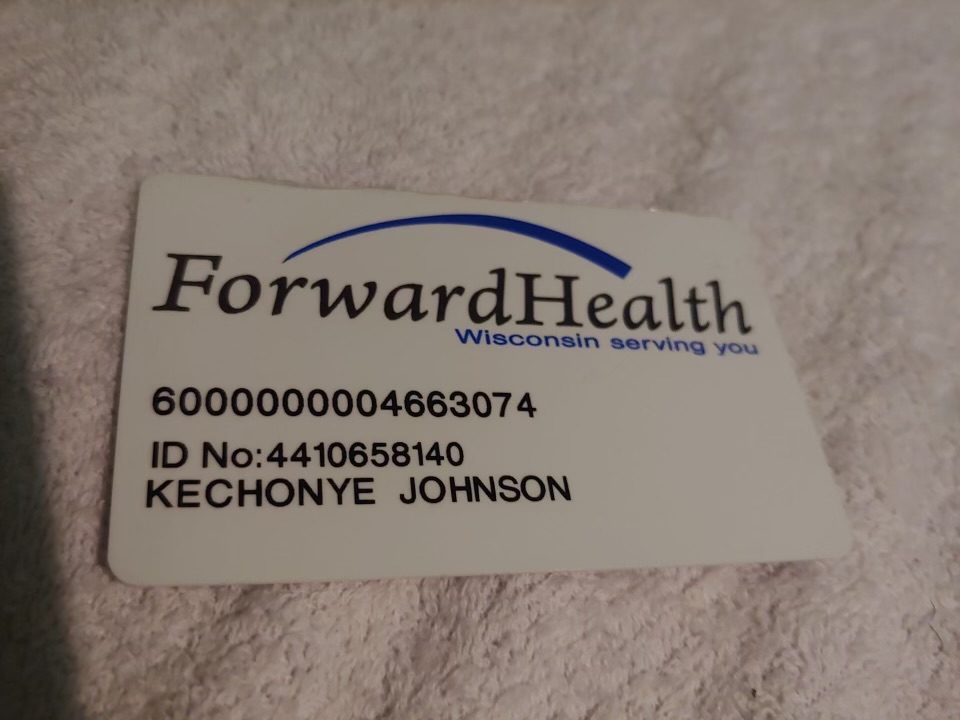 ForwardHealth
Wisconsin serving you
6000000004663074
ID No:4410658140
KECHONYE JOHNSON